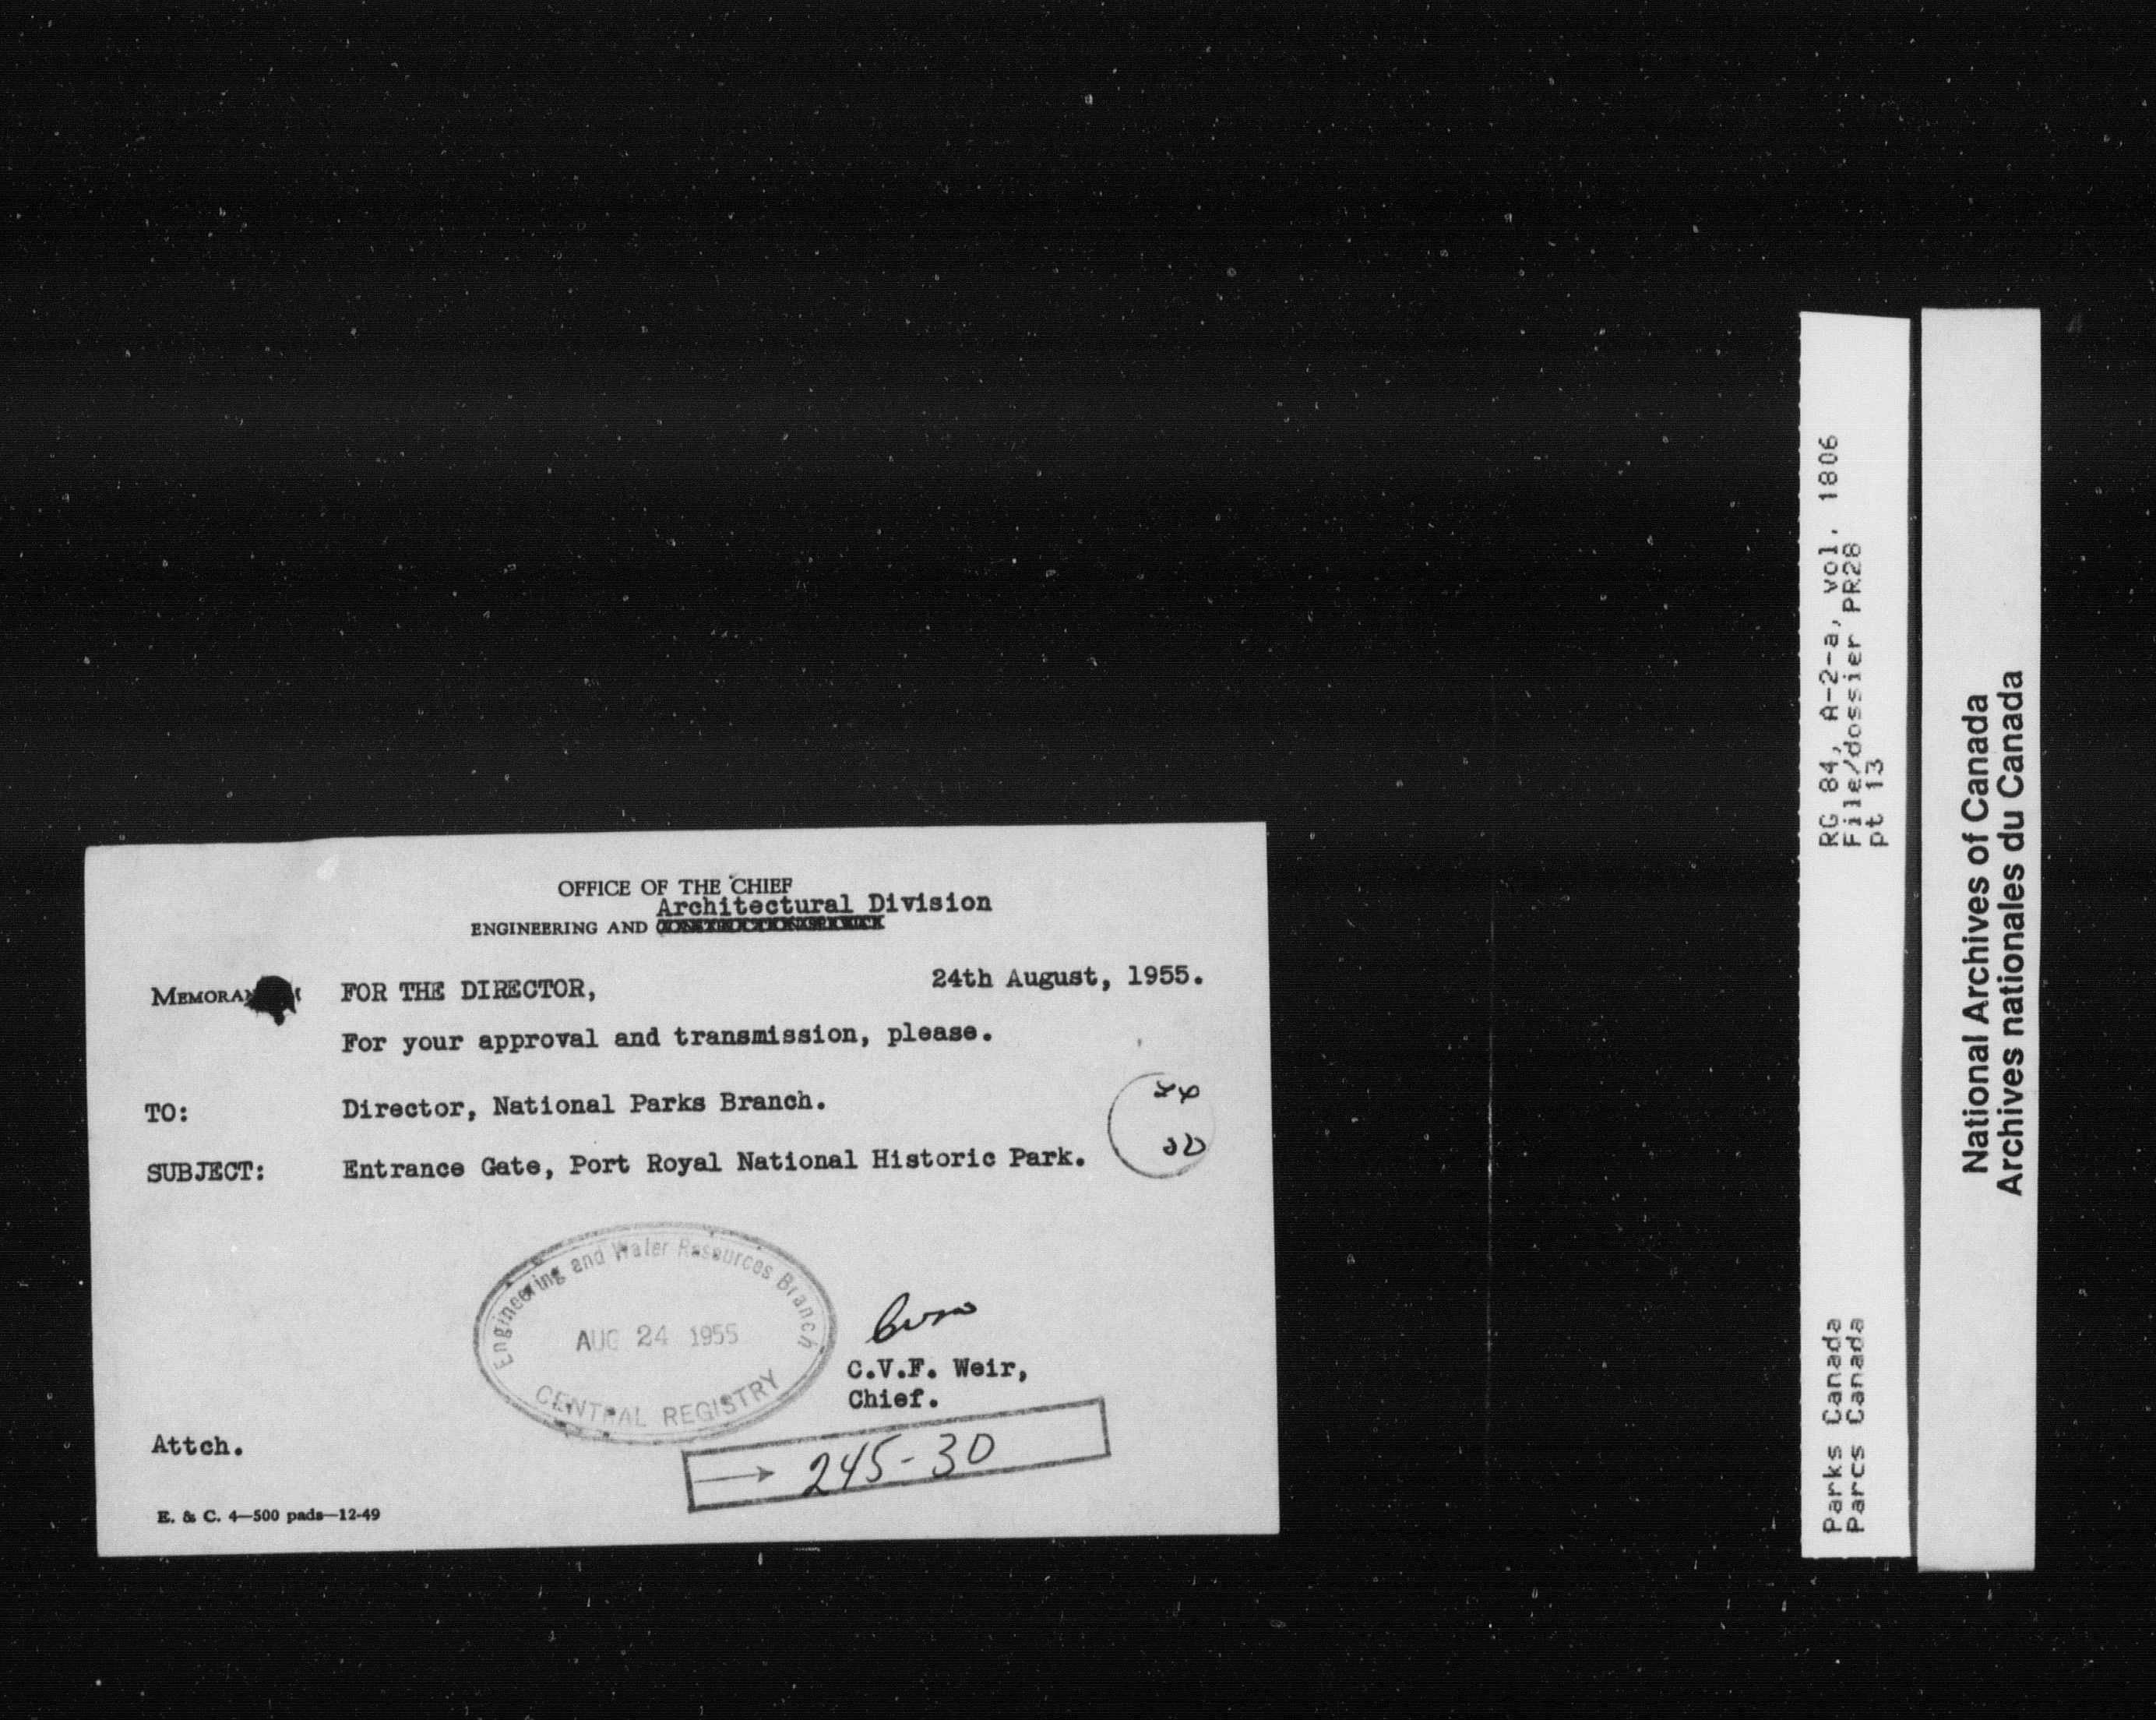 OFFICE OF THE CHIEF
Architectural Division
ENGINEERING AND
24th August, 1955.
FOR THE DIRECTOR,
For your approval and transmission, please.
TO: Director, National Parks Branch.
SUBJECT: Entrance Gate, Port Royal National Historic Park.
Engineering and Water Resources Branch
AUG 24 1955
CENTRAL REGISTRY
C.V.F. Weir,
Chief.
Attch.
245-30
E. & C. 4—500 pads—12-49
RG 84, A-2-a, vol. 1806
File/dossier PR28
pt 13
Parks Canada
Parcs Canada
National Archives of Canada
Archives nationales du Canada